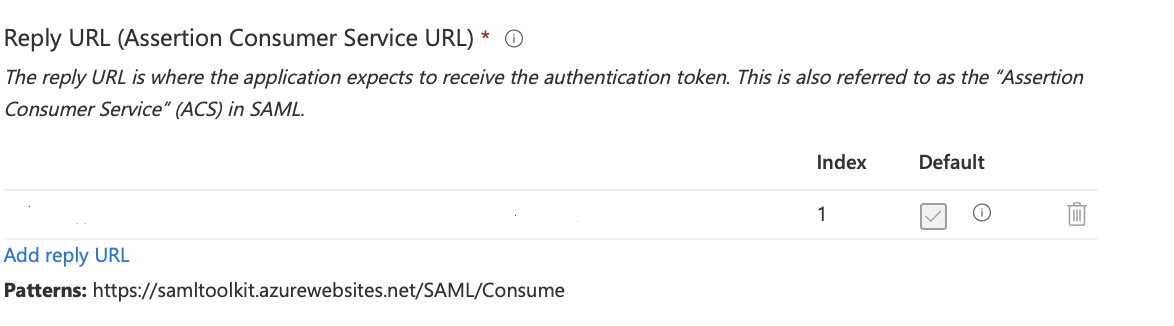 Reply URL (Assertion Consumer Service URL) *
The reply URL is where the application expects to receive the authentication token. This is also referred to as the “Assertion
Consumer Service” (ACS) in SAML.
Index Default
1
Add reply URL
Patterns: https://samltoolkit.azurewebsites.net/SAML/Consume